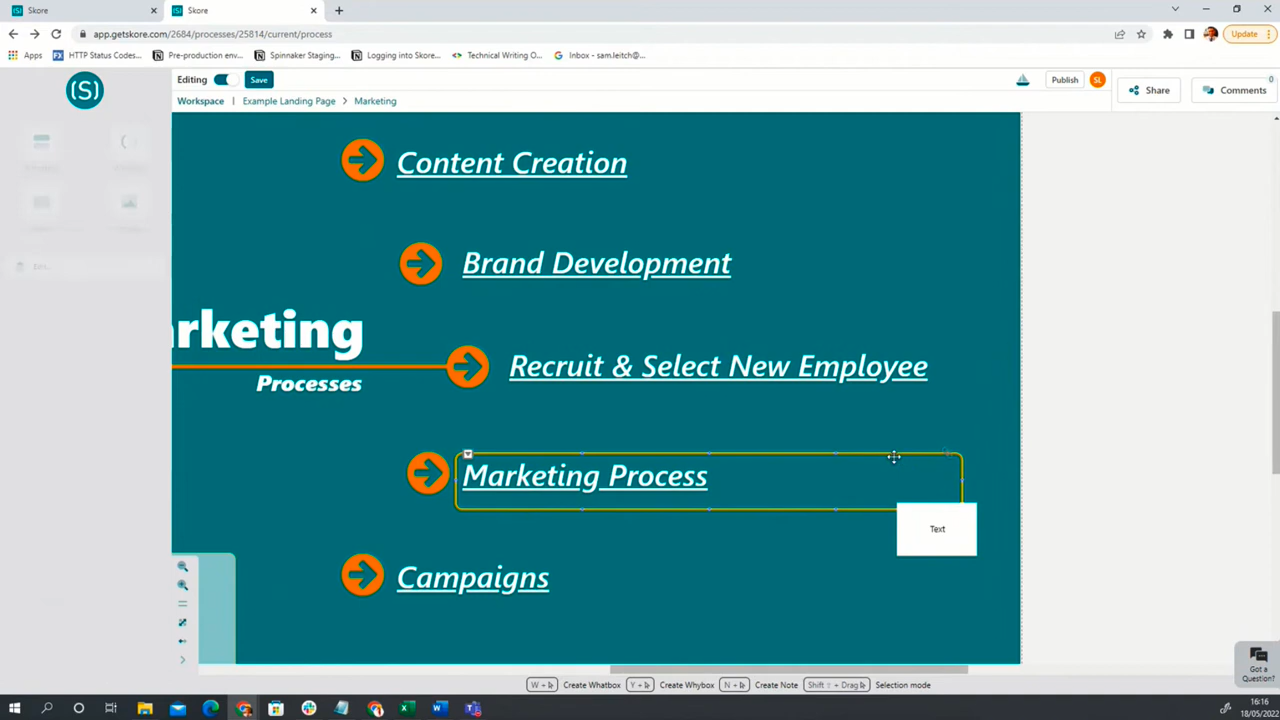 Skore
Skore
app.getskore.com/2684/processes/25814/current/process
Update
Apps
HTTP Status Codes...
Pre-production env...
Spinnaker Staging...
Logging into Skore...
Technical Writing O...
Inbox - sam.leitch@...
(S)
Editing
Save
Publish
SL
Workspace | Example Landing Page > Marketing
Share
Comments
0
Content Creation
Brand Development
rketing
Processes
Recruit & Select New Employee
Marketing Process
Text
Campaigns
Got a
Question?
W + Create Whatbox
Y + Create Whybox
N + Create Note
Shift ⇧ + Drag Selection mode
16:16
18/05/2022